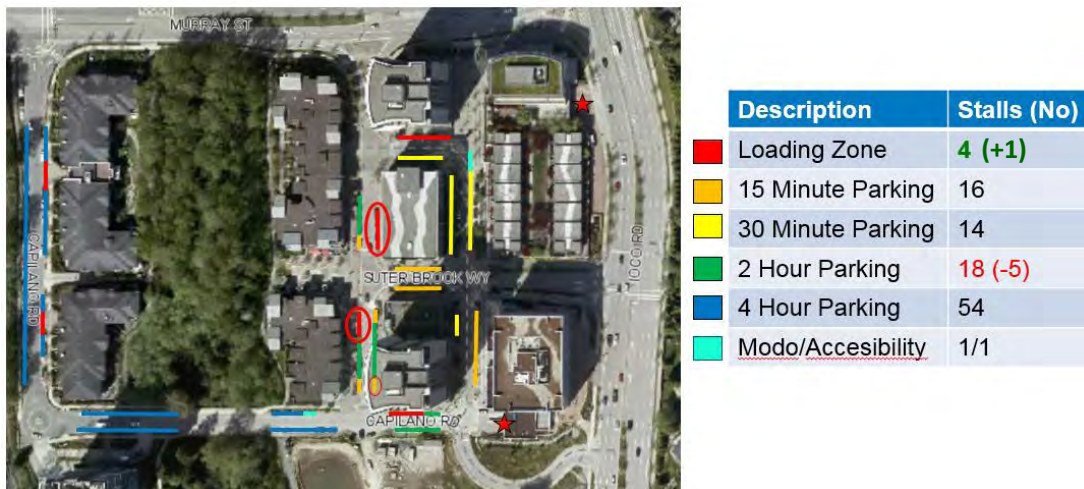 MURRAY ST
CAPILANO RD
SUTER BROOK WY
IOCO RD
CAPILANO RD
Description Stalls (No)
Loading Zone 4 (+1)
15 Minute Parking 16
30 Minute Parking 14
2 Hour Parking 18 (-5)
4 Hour Parking 54
Modo/Accesibility 1/1